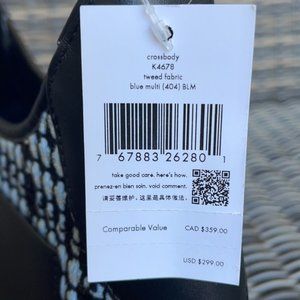 crossbody
K4678
tweed fabric
blue multi (404) BLM
7 67883 26280 1
take good care. here's how.
prenez-en bien soin. void comment.
请妥善维护。这里是具体做法。
Comparable Value CAD $359.00
USD $299.00